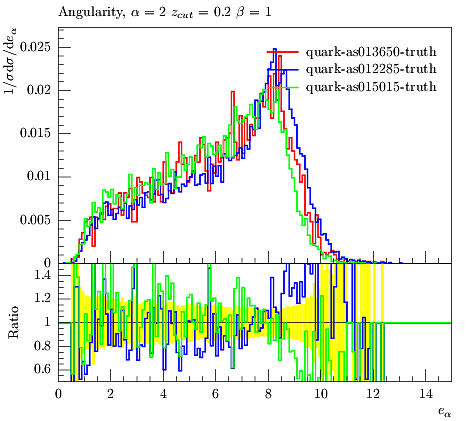 Angularity, α = 2 z_cut = 0.2 β = 1
1/σ dσ/de_α
0.025
0.02
0.015
0.01
0.005
0
quark-as013650-truth
quark-as012285-truth
quark-as015015-truth
Ratio
1.4
1.2
1
0.8
0.6
0 2 4 6 8 10 12 14
e_α